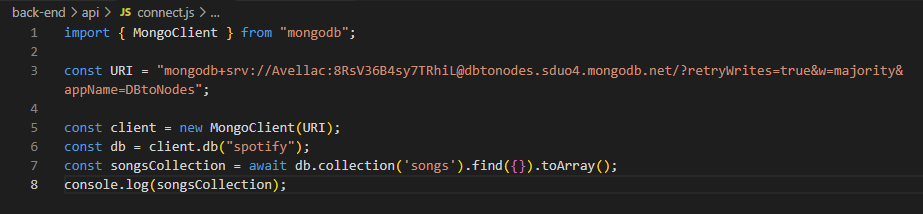 back-end > api > JS connect.js > ...
1 import { MongoClient } from "mongodb";
2
3 const URI = "mongodb+srv://Avellac:8RsV36B4sy7TRhiL@dbtonodes.sduo4.mongodb.net/?retryWrites=true&w=majority&
appName=DBtoNodes";
4
5 const client = new MongoClient(URI);
6 const db = client.db("spotify");
7 const songsCollection = await db.collection('songs').find({}).toArray();
8 console.log(songsCollection);